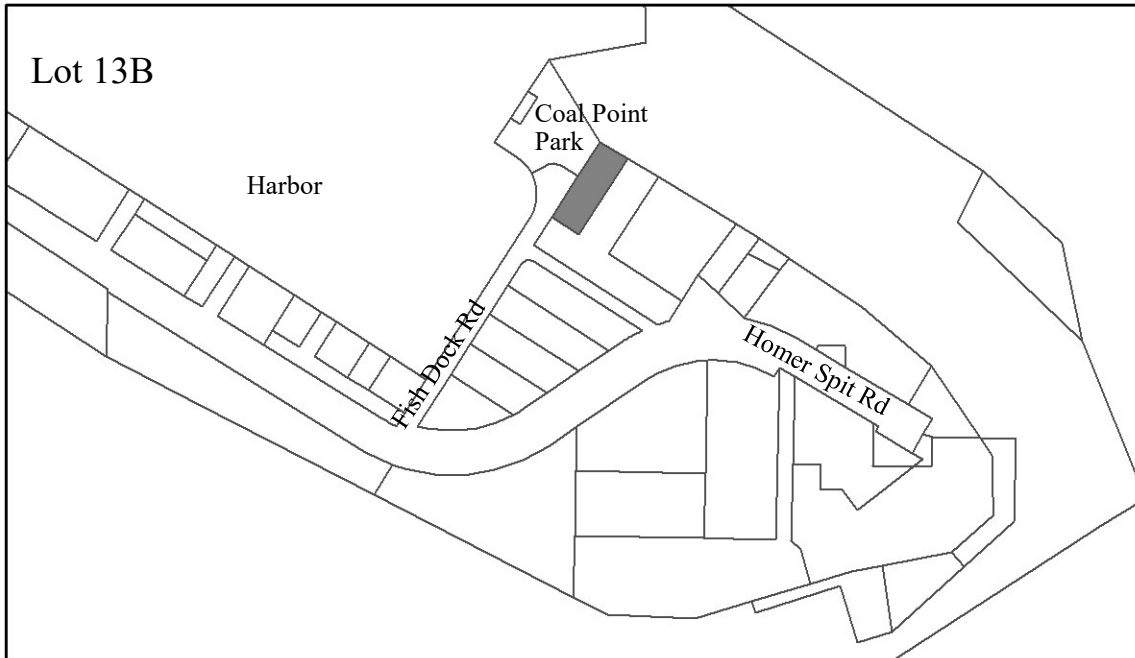 Lot 13B
Coal Point
Park
Harbor
Fish Dock Rd
Homer Spit Rd